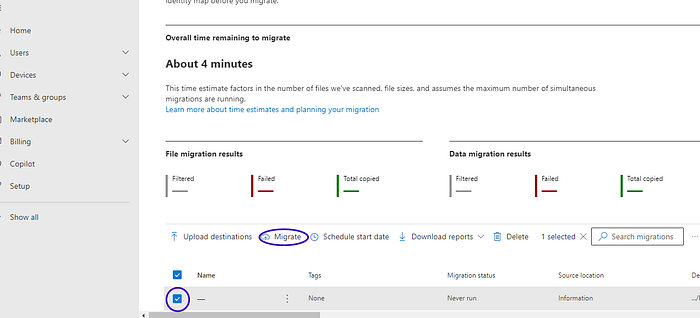 identity map before you migrate.
Home
Users
Devices
Teams & groups
Marketplace
Billing
Copilot
Setup
Show all
Overall time remaining to migrate
About 4 minutes
This time estimate factors in the number of files we've scanned, file sizes, and assumes the maximum number of simultaneous
migrations are running.
Learn more about time estimates and planning your migration
File migration results
Data migration results
Filtered
Failed
Total copied
Filtered
Failed
Total copied
Upload destinations Migrate Schedule start date Download reports Delete 1 selected Search migrations
Name Tags Migration status Source location De
— None Never run Information .../